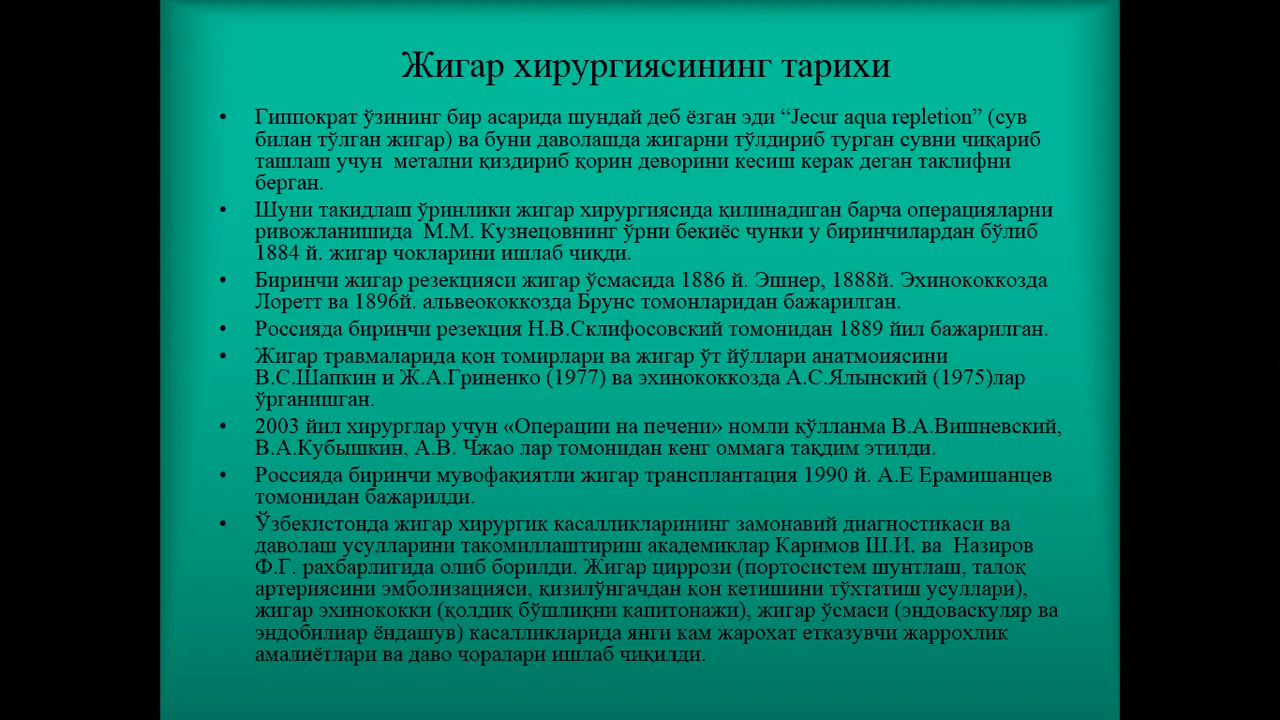 Жигар хирургиясининг тарихи
• Гиппократ ўзининг бир асарида шундай деб ёзган эди “Jecur aqua repletion” (сув
билан тўлган жигар) ва буни даволашда жигарни тўлдириб турган сувни чиқариб
ташлаш учун метални қиздириб қорин деворини кесиш керак деган таклифни
берган.
• Шуни такидлаш ўринлики жигар хирургиясида қилинадиган барча операцияларни
ривожланишида М.М. Кузнецовнинг ўрни беқиёс чунки у биринчилардан бўлиб
1884 й. жигар чокларини ишлаб чиқди.
• Биринчи жигар резекцияси жигар ўсмасида 1886 й. Эшнер, 1888й. Эхинококкозда
Лоретт ва 1896й. альвеококкозда Брунс томонларидан бажарилган.
• Россияда биринчи резекция Н.В.Склифосовский томонидан 1889 йил бажарилган.
• Жигар травмаларида қон томирлари ва жигар ўт йўллари анатмоиясини
В.С.Шапкин и Ж.А.Гриненко (1977) ва эхинококкозда А.С.Ялынский (1975)лар
ўрганишган.
• 2003 йил хирурглар учун «Операции на печени» номли қўлланма В.А.Вишневский,
В.А.Кубышкин, А.В. Чжао лар томонидан кенг оммага тақдим этилди.
• Россияда биринчи мувофақиятли жигар трансплантация 1990 й. А.Е Ерамишанцев
томонидан бажарилди.
• Ўзбекистонда жигар хирургик касалликларининг замонавий диагностикаси ва
даволаш усулларини такомиллаштириш академиклар Каримов Ш.И. ва Назиров
Ф.Г. рахбарлигида олиб борилди. Жигар циррози (портосистем шунтлаш, талоқ
артериясини эмболизацияси, қизилўнгачдан қон кетишини тўхтатиш усуллари),
жигар эхинококки (қолдиқ бўшлиқни капитонажи), жигар ўсмаси (эндоваскуляр ва
эндобилиар ёндашув) касалликларида янги кам жарохат етказувчи жаррохлик
амалиётлари ва даво чоралари ишлаб чиқилди.